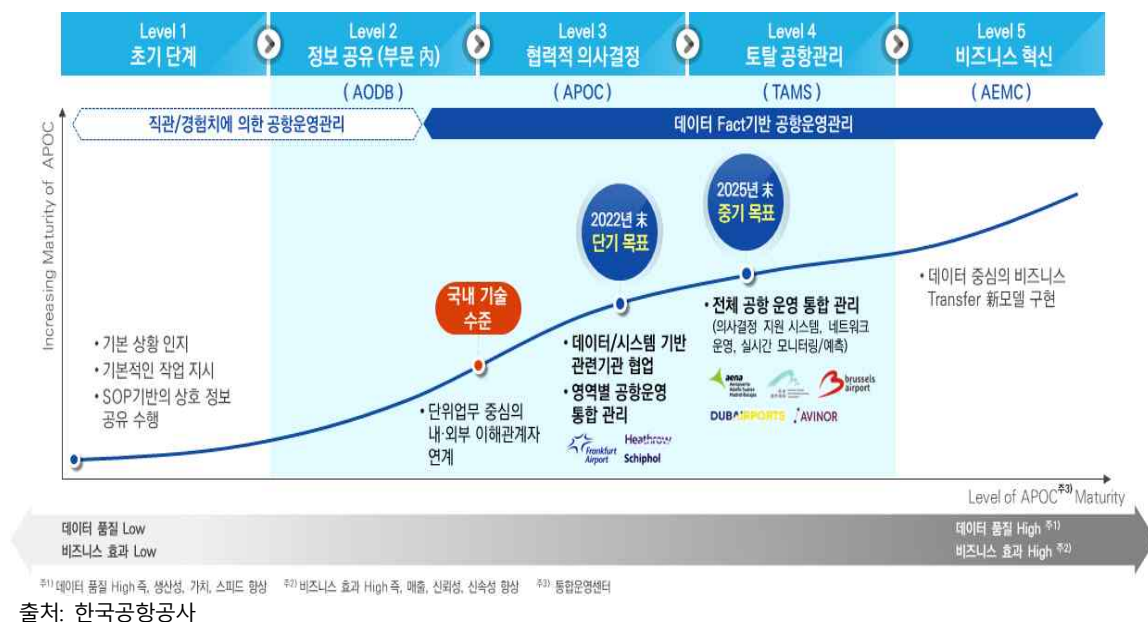 Level 1
초기 단계
Level 2
정보 공유 (부문 內)
Level 3
협력적 의사결정
Level 4
토탈 공항관리
Level 5
비즈니스 혁신
( AODB )
( APOC )
( TAMS )
( AEMC )
직관/경험치에 의한 공항운영관리
데이터 Fact기반 공항운영관리
Increasing Maturity of APOC
2022년 末
단기 목표
2025년 末
중기 목표
국내 기술
수준
• 기본 상황 인지
• 기본적인 작업 지시
• SOP기반의 상호 정보
공유 수행
• 단위업무 중심의
내·외부 이해관계자
연계
• 데이터/시스템 기반
관련기관 협업
• 영역별 공항운영
통합 관리
Frankfurt
Airport
Heathrow
Schiphol
• 전체 공항 운영 통합 관리
(의사결정 지원 시스템, 네트워크
운영, 실시간 모니터링/예측)
aena
brussels
airport
DUBAI AIRPORTS
AVINOR
• 데이터 중심의 비즈니스
Transfer 新모델 구현
Level of APOC주3) Maturity
데이터 품질 Low
비즈니스 효과 Low
데이터 품질 High 주1)
비즈니스 효과 High 주2)
주1) 데이터 품질 High 즉, 생산성, 가치, 스피드 향상 주2) 비즈니스 효과 High 즉, 매출, 신뢰성, 신속성 향상 주3) 통합운영센터
출처: 한국공항공사